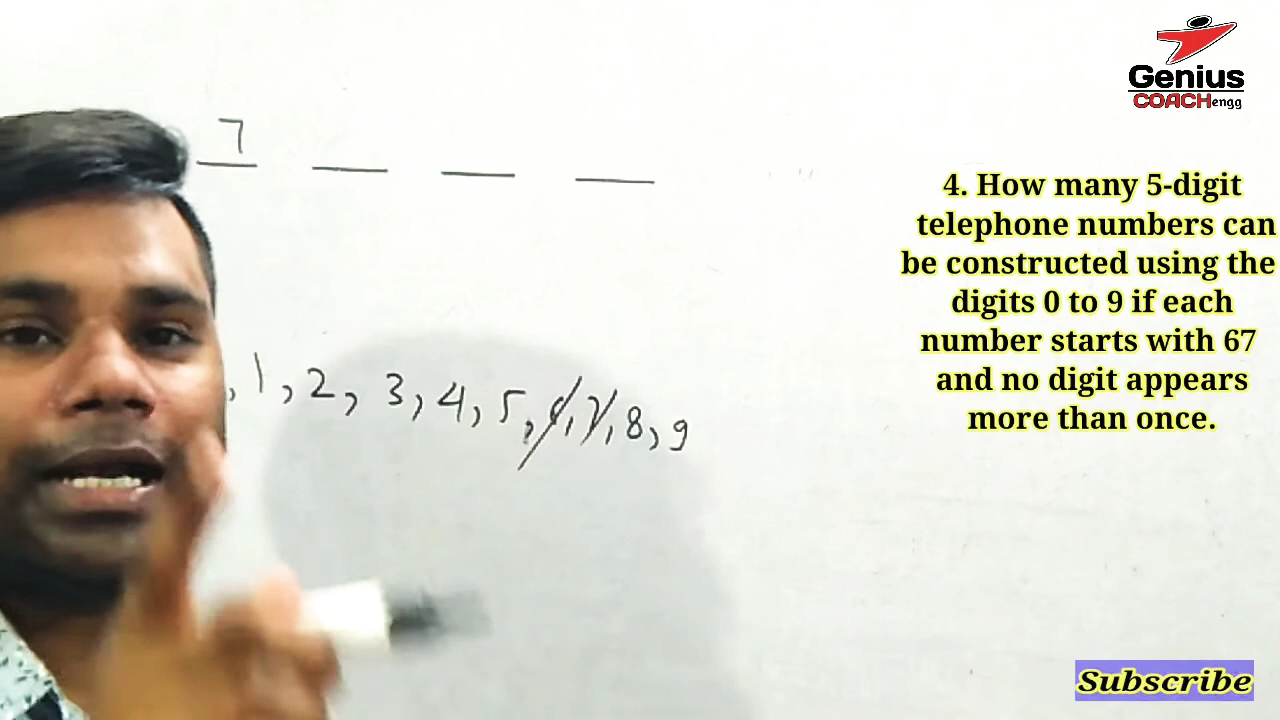 Genius
COACHengg
7
4. How many 5-digit
telephone numbers can
be constructed using the
digits 0 to 9 if each
number starts with 67
and no digit appears
more than once.
, 1, 2, 3, 4, 5, 6, 7, 8, 9
Subscribe